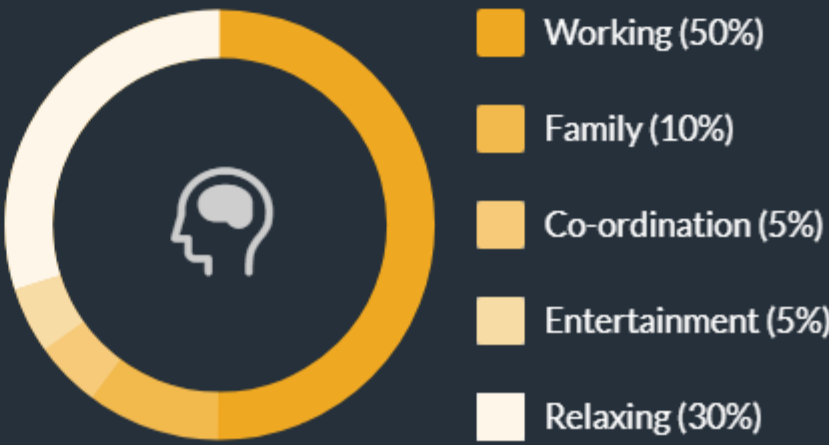 Working (50%)
Family (10%)
Co-ordination (5%)
Entertainment (5%)
Relaxing (30%)